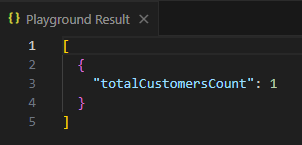 {} Playground Result ×
1 [
2 {
3 "totalCustomersCount": 1
4 }
5 ]